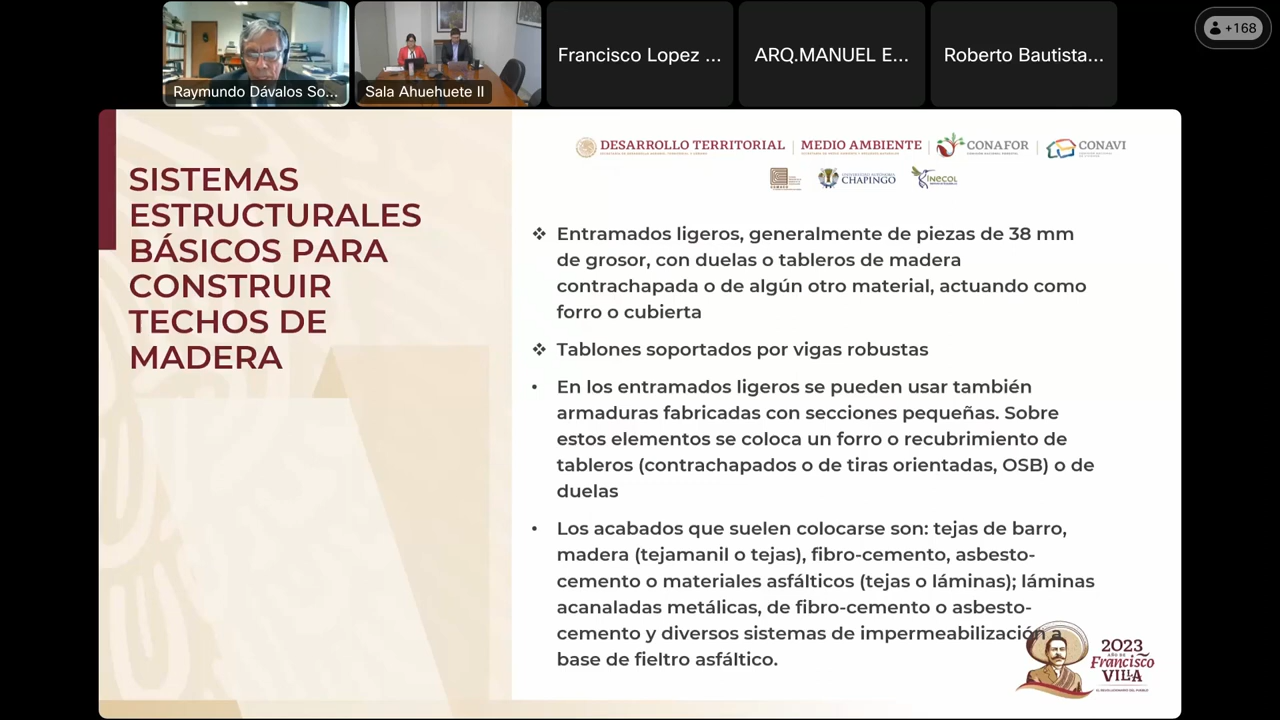 Raymundo Dávalos So...
Sala Ahuehuete II
Francisco Lopez ...
ARQ.MANUEL E...
Roberto Bautista...
+168
SISTEMAS
ESTRUCTURALES
BÁSICOS PARA
CONSTRUIR
TECHOS DE
MADERA
DESARROLLO TERRITORIAL
MEDIO AMBIENTE
CONAFOR
CONAVI
CHAPINGO
INECOL
❖ Entramados ligeros, generalmente de piezas de 38 mm
de grosor, con duelas o tableros de madera
contrachapada o de algún otro material, actuando como
forro o cubierta
❖ Tablones soportados por vigas robustas
• En los entramados ligeros se pueden usar también
armaduras fabricadas con secciones pequeñas. Sobre
estos elementos se coloca un forro o recubrimiento de
tableros (contrachapados o de tiras orientadas, OSB) o de
duelas
• Los acabados que suelen colocarse son: tejas de barro,
madera (tejamanil o tejas), fibro-cemento, asbesto-
cemento o materiales asfálticos (tejas o láminas); láminas
acanaladas metálicas, de fibro-cemento o asbesto-
cemento y diversos sistemas de impermeabilización a
base de fieltro asfáltico.
2023
AÑO DE
Francisco
VILLA
EL REVOLUCIONARIO DEL PUEBLO